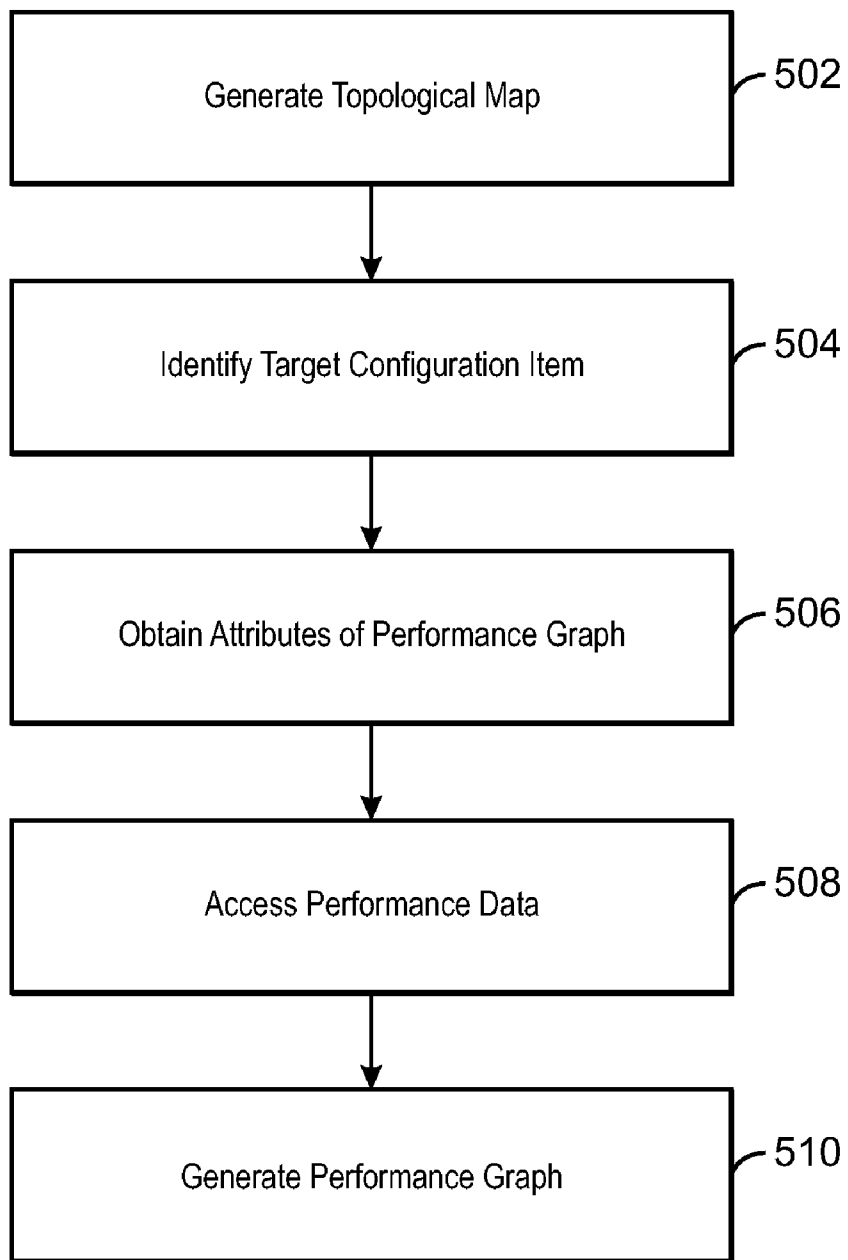 Generate Topological Map
502
Identify Target Configuration Item
504
Obtain Attributes of Performance Graph
506
Access Performance Data
508
Generate Performance Graph
510